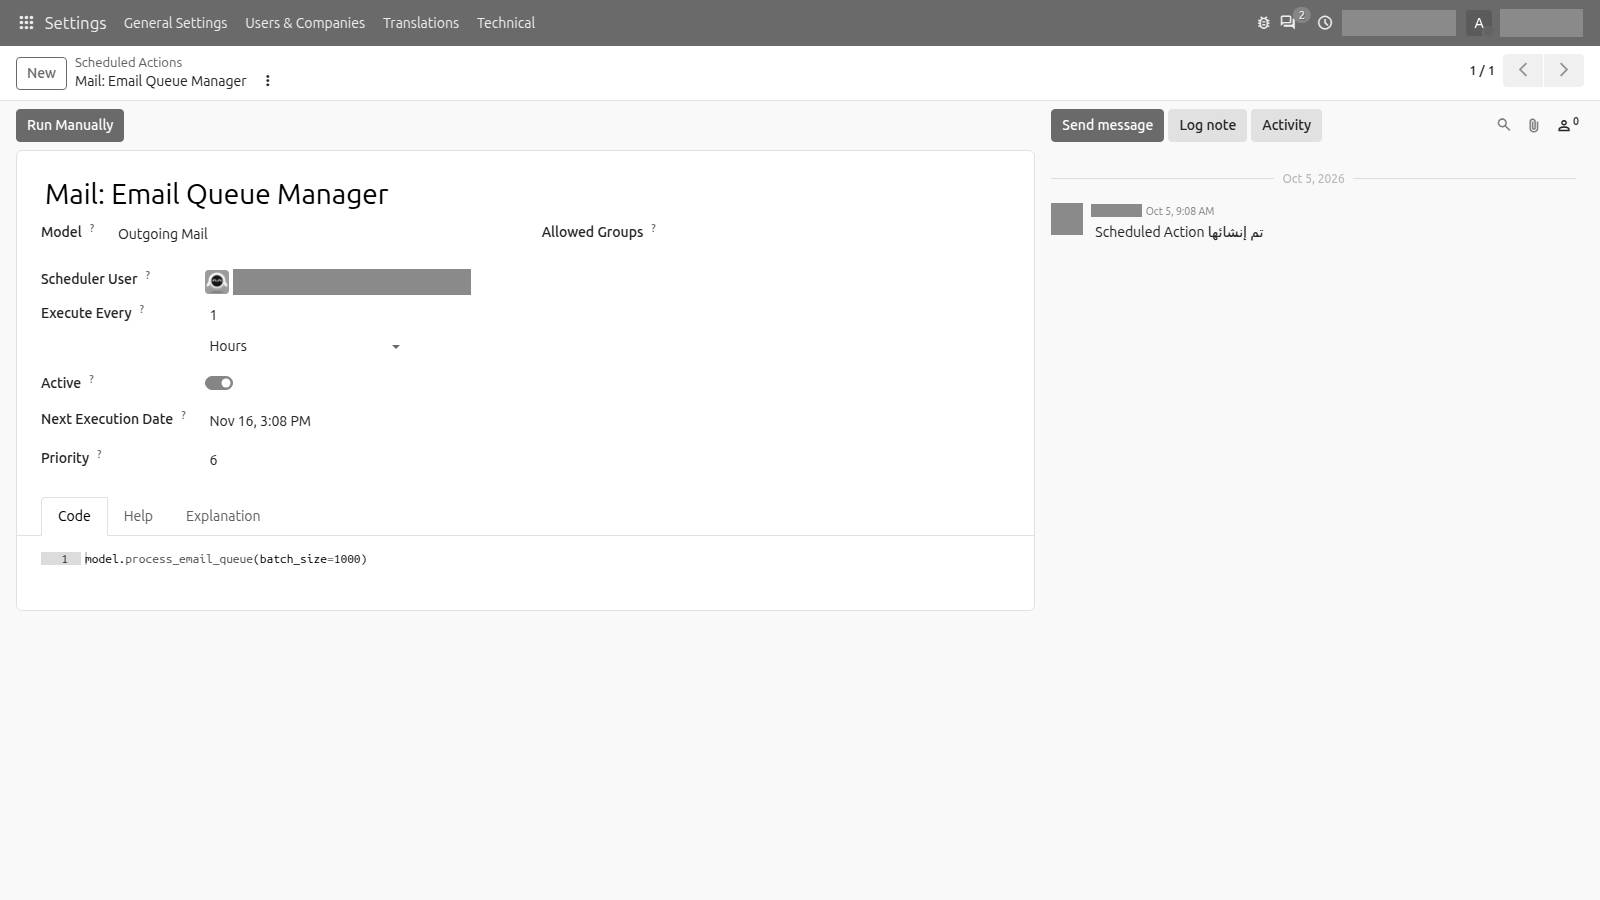 Settings General Settings Users & Companies Translations Technical 2 A
New Scheduled Actions
Mail: Email Queue Manager
1 / 1
Run Manually
Send message Log note Activity 0
Mail: Email Queue Manager
Model ? Outgoing Mail
Allowed Groups ?
Scheduler User ?
Execute Every ? 1
Hours
Active ?
Next Execution Date ? Nov 16, 3:08 PM
Priority ? 6
Code Help Explanation
1 model.process_email_queue(batch_size=1000)
Oct 5, 2026
Oct 5, 9:08 AM
Scheduled Action تم إنشائها